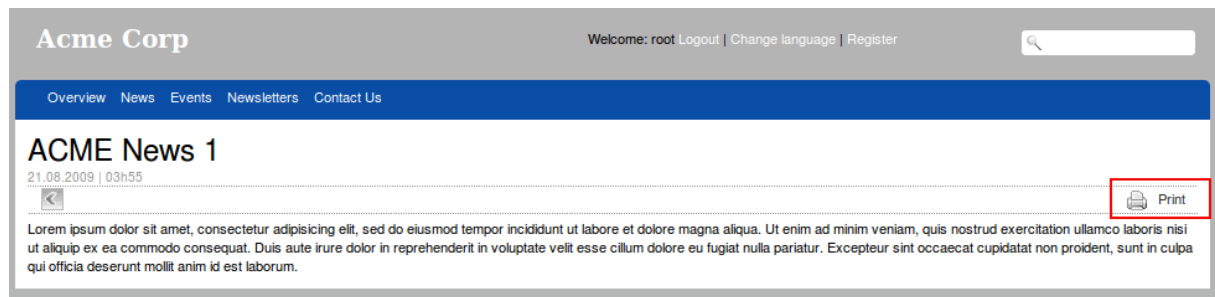 Acme Corp
Welcome: root Logout | Change language | Register
Overview News Events Newsletters Contact Us
ACME News 1
21.08.2009 | 03h55
Print
Lorem ipsum dolor sit amet, consectetur adipisicing elit, sed do eiusmod tempor incididunt ut labore et dolore magna aliqua. Ut enim ad minim veniam, quis nostrud exercitation ullamco laboris nisi
ut aliquip ex ea commodo consequat. Duis aute irure dolor in reprehenderit in voluptate velit esse cillum dolore eu fugiat nulla pariatur. Excepteur sint occaecat cupidatat non proident, sunt in culpa
qui officia deserunt mollit anim id est laborum.